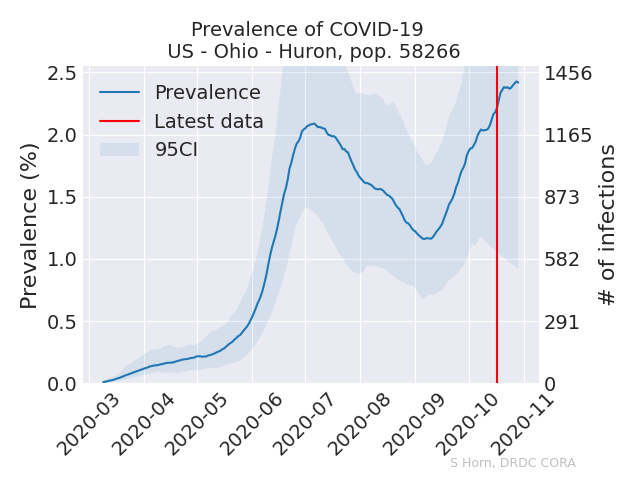 Prevalence of COVID-19
US - Ohio - Huron, pop. 58266
Prevalence (%)
2.5
2.0
1.5
1.0
0.5
0.0
Prevalence
Latest data
95CI
1456
1165
873
582
291
0
# of infections
2020-03
2020-04
2020-05
2020-06
2020-07
2020-08
2020-09
2020-10
2020-11
S Horn, DRDC CORA